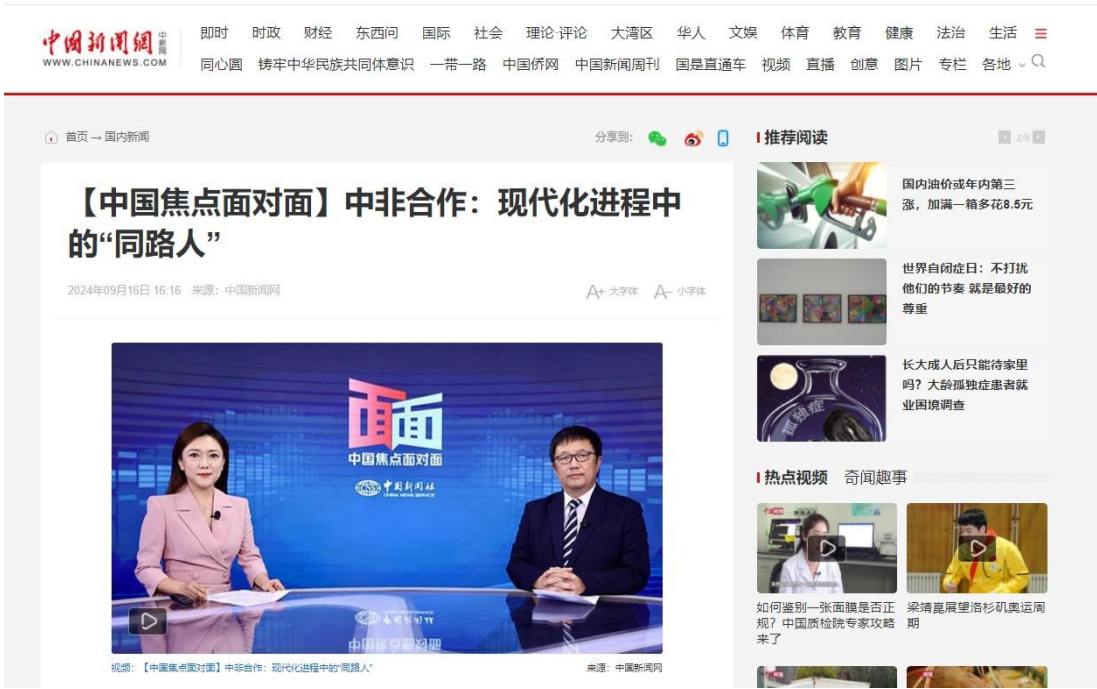 中国新闻网
中新网
WWW.CHINANEWS.COM
即时 时政 财经 东西问 国际 社会 理论·评论 大湾区 华人 文娱 体育 教育 健康 法治 生活
同心圆 铸牢中华民族共同体意识 一带一路 中国侨网 中国新闻周刊 国是直通车 视频 直播 创意 图片 专栏 各地
首页→国内新闻
分享到:
【中国焦点面对面】中非合作：现代化进程中
的“同路人”
2024年09月16日 16:16 来源：中国新闻网
A+ 大字体 A- 小字体
面面
中国焦点面对面
CNS 中国新闻社
CHINA NEWS SERVICE
视频：【中国焦点面对面】中非合作：现代化进程中的“同路人”
来源：中国新闻网
推荐阅读
1/6
国内油价或年内第三
涨，加满一箱多花8.5元
世界自闭症日：不打扰
他们的节奏 就是最好的
尊重
孤独症
长大成人后只能待家里
吗？大龄孤独症患者就
业困境调查
热点视频 奇闻趣事
如何鉴别一张面膜是否正
规？中国质检院专家攻略
来了
梁靖崑展望洛杉矶奥运周
期